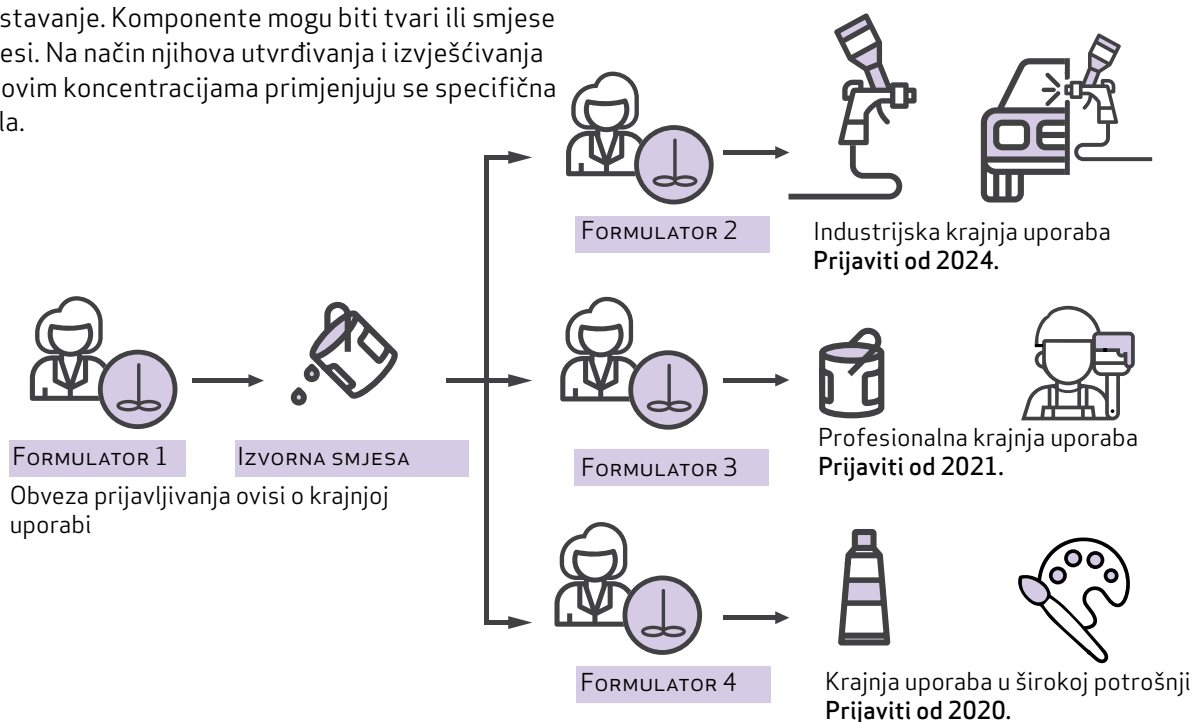 stavanje. Komponente mogu biti tvari ili smjese
esi. Na način njihova utvrđivanja i izvješćivanja
ovim koncentracijama primjenjuju se specifična
la.
Formulator 2
Industrijska krajnja uporaba
Prijaviti od 2024.
Formulator 1
Izvorna smjesa
Obveza prijavljivanja ovisi o krajnjoj
uporabi
Formulator 3
Profesionalna krajnja uporaba
Prijaviti od 2021.
Formulator 4
Krajnja uporaba u širokoj potrošnji
Prijaviti od 2020.